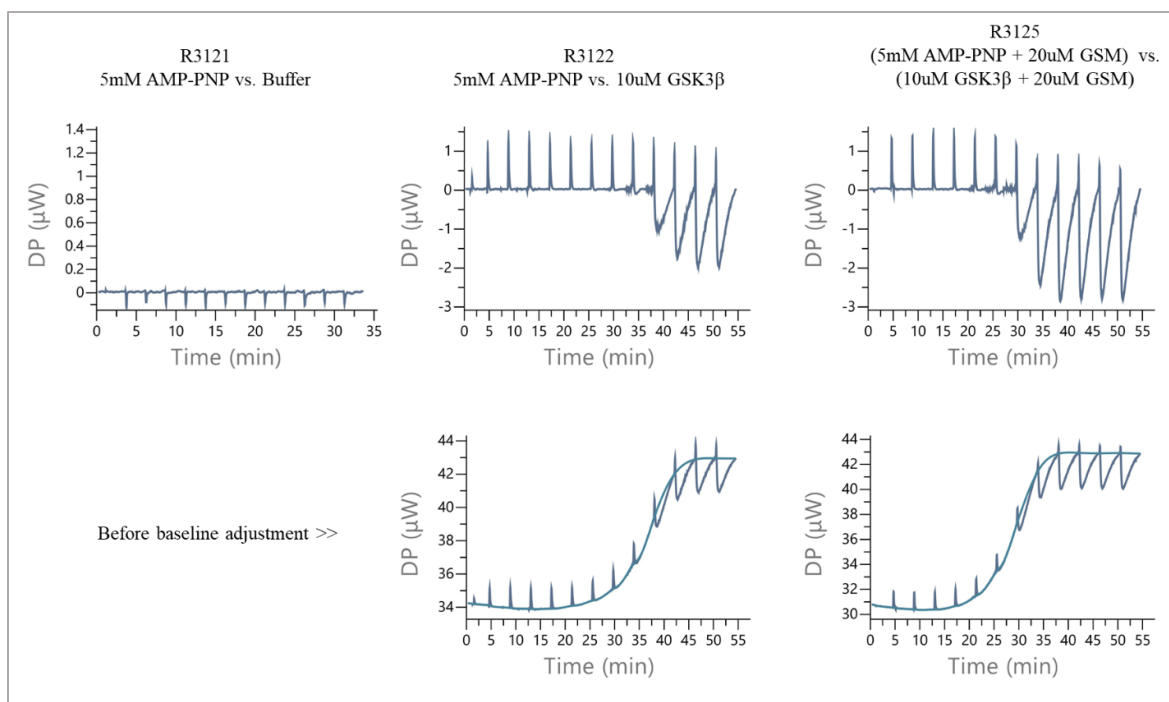 R3121
5mM AMP-PNP vs. Buffer
R3122
5mM AMP-PNP vs. 10uM GSK3β
R3125
(5mM AMP-PNP + 20uM GSM) vs.
(10uM GSK3β + 20uM GSM)
DP (μW)
1.4
1.2
1
0.8
0.6
0.4
0.2
0
0 5 10 15 20 25 30 35
Time (min)
DP (μW)
1
0
-1
-2
-3
0 5 10 15 20 25 30 35 40 45 50 55
Time (min)
DP (μW)
1
0
-1
-2
-3
0 5 10 15 20 25 30 35 40 45 50 55
Time (min)
Before baseline adjustment >>
DP (μW)
44
42
40
38
36
34
0 5 10 15 20 25 30 35 40 45 50 55
Time (min)
DP (μW)
44
42
40
38
36
34
32
30
0 5 10 15 20 25 30 35 40 45 50 55
Time (min)